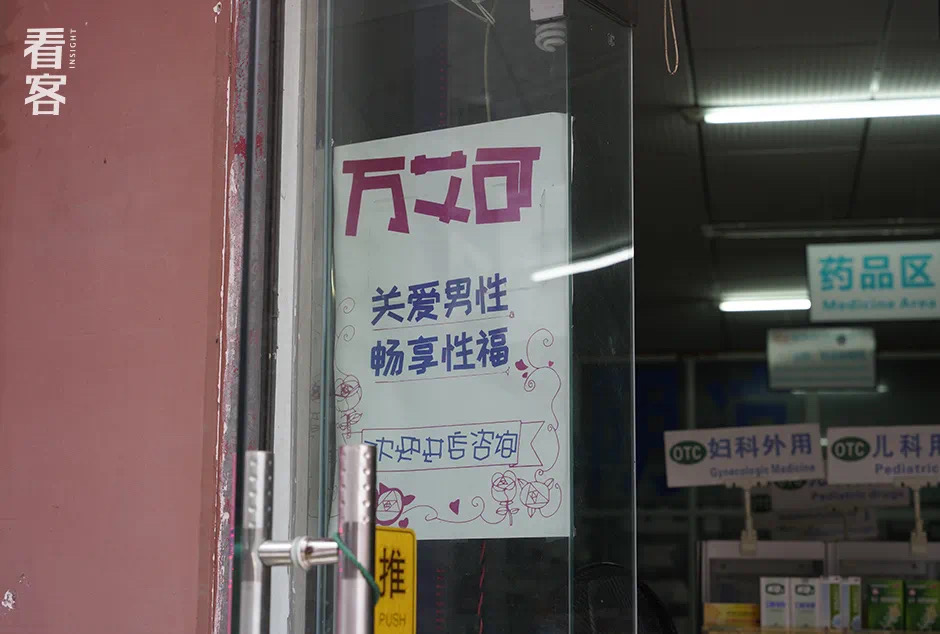 看客
INSIGHT
万艾可
关爱男性
畅享性福
欢迎进店咨询
推
PUSH
药品区
Medicine Area
OTC 妇科外用
Gynecologic Medicine
OTC 儿科用
Pediatric
Pediatric drugs